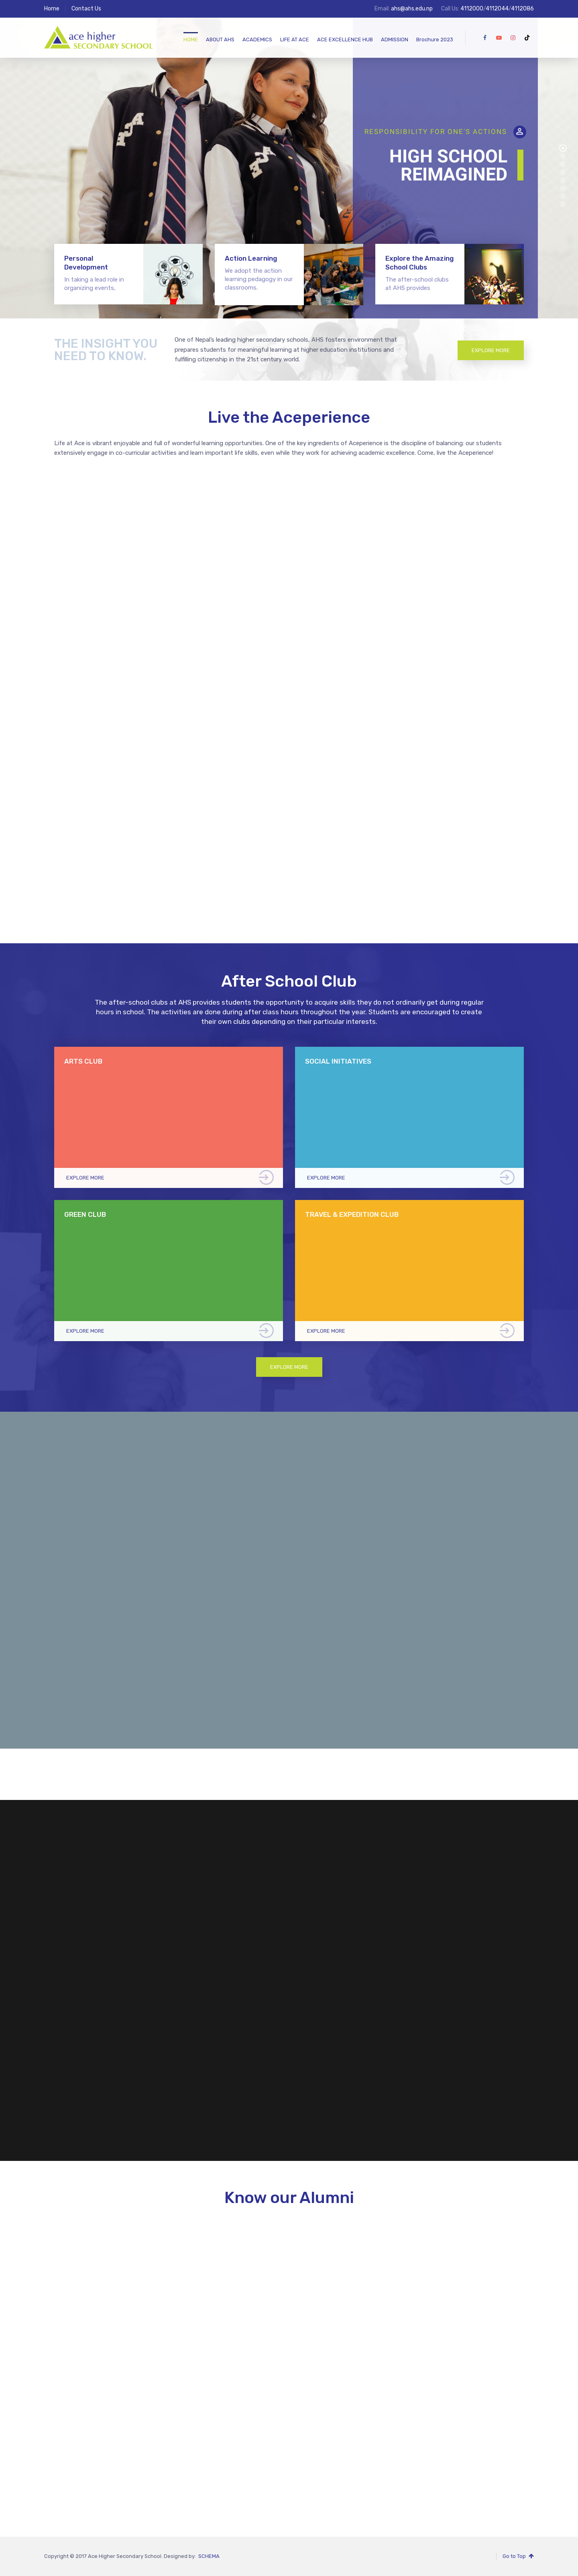 Home
Contact Us
Email: ahs@ahs.edu.np
Call Us: 4112000/4112044/4112086
ace higher
SECONDARY SCHOOL
HOME
ABOUT AHS
ACADEMICS
LIFE AT ACE
ACE EXCELLENCE HUB
ADMISSION
Brochure 2023
RESPONSIBILITY FOR ONE'S ACTIONS
HIGH SCHOOL
REIMAGINED
Personal
Development
In taking a lead role in
organizing events,
Action Learning
We adopt the action
learning pedagogy in our
classrooms.
Explore the Amazing
School Clubs
The after-school clubs
at AHS provides
THE INSIGHT YOU
NEED TO KNOW.
One of Nepal's leading higher secondary schools, AHS fosters environment that
prepares students for meaningful learning at higher education institutions and
fulfilling citizenship in the 21st century world.
EXPLORE MORE
Live the Aceperience
Life at Ace is vibrant enjoyable and full of wonderful learning opportunities. One of the key ingredients of Aceperience is the discipline of balancing: our students
extensively engage in co-curricular activities and learn important life skills, even while they work for achieving academic excellence. Come, live the Aceperience!
After School Club
The after-school clubs at AHS provides students the opportunity to acquire skills they do not ordinarily get during regular
hours in school. The activities are done during after class hours throughout the year. Students are encouraged to create
their own clubs depending on their particular interests.
ARTS CLUB
EXPLORE MORE
SOCIAL INITIATIVES
EXPLORE MORE
GREEN CLUB
EXPLORE MORE
TRAVEL & EXPEDITION CLUB
EXPLORE MORE
EXPLORE MORE
Know our Alumni
Copyright © 2017 Ace Higher Secondary School. Designed by: SCHEMA
Go to Top